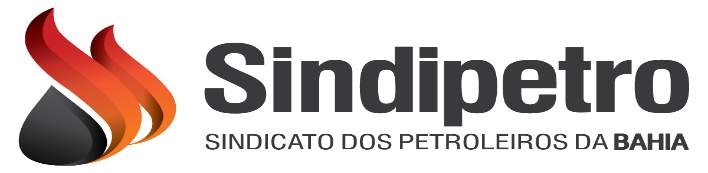 Sindipetro
SINDICATO DOS PETROLEIROS DA BAHIA